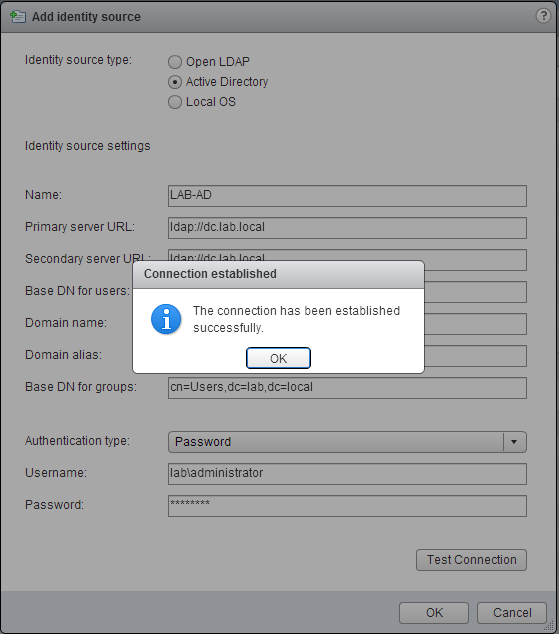 Add identity source
?
Identity source type:
Open LDAP
Active Directory
Local OS
Identity source settings
Name: LAB-AD
Primary server URL: ldap://dc.lab.local
Secondary server URL: ldap://dc.lab.local
Base DN for users:
Connection established
The connection has been established
successfully.
OK
Domain name:
Domain alias:
Base DN for groups: cn=Users,dc=lab,dc=local
Authentication type: Password
Username: lab\administrator
Password: ********
Test Connection
OK Cancel